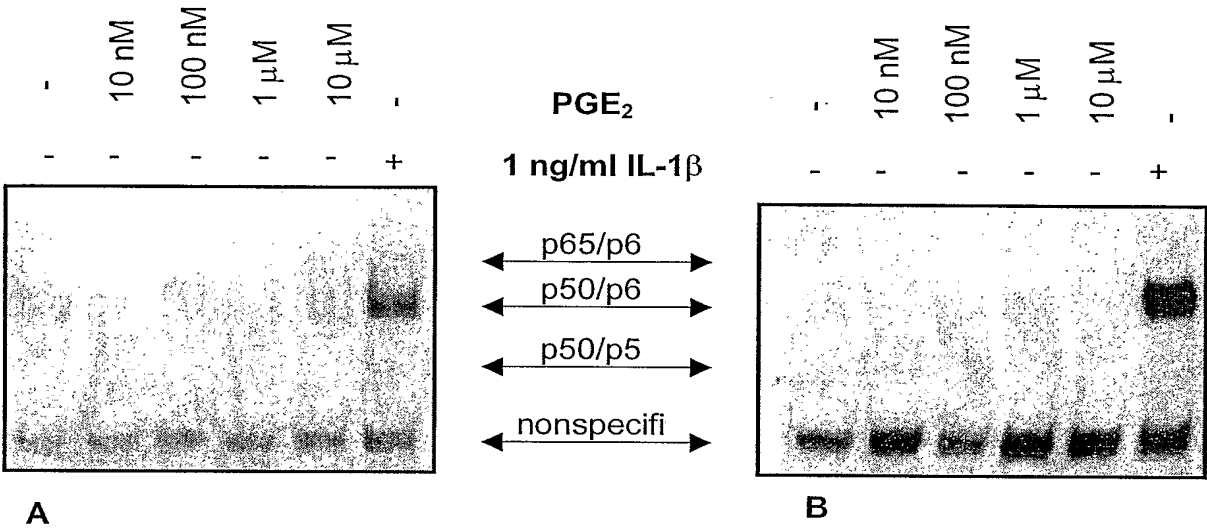 - 10 nM 100 nM 1 μM 10 μM - PGE₂ - 10 nM 100 nM 1 μM 10 μM -
- - - - - + 1 ng/ml IL-1β - - - - - +
p65/p6
p50/p6
p50/p5
nonspecifi
A B